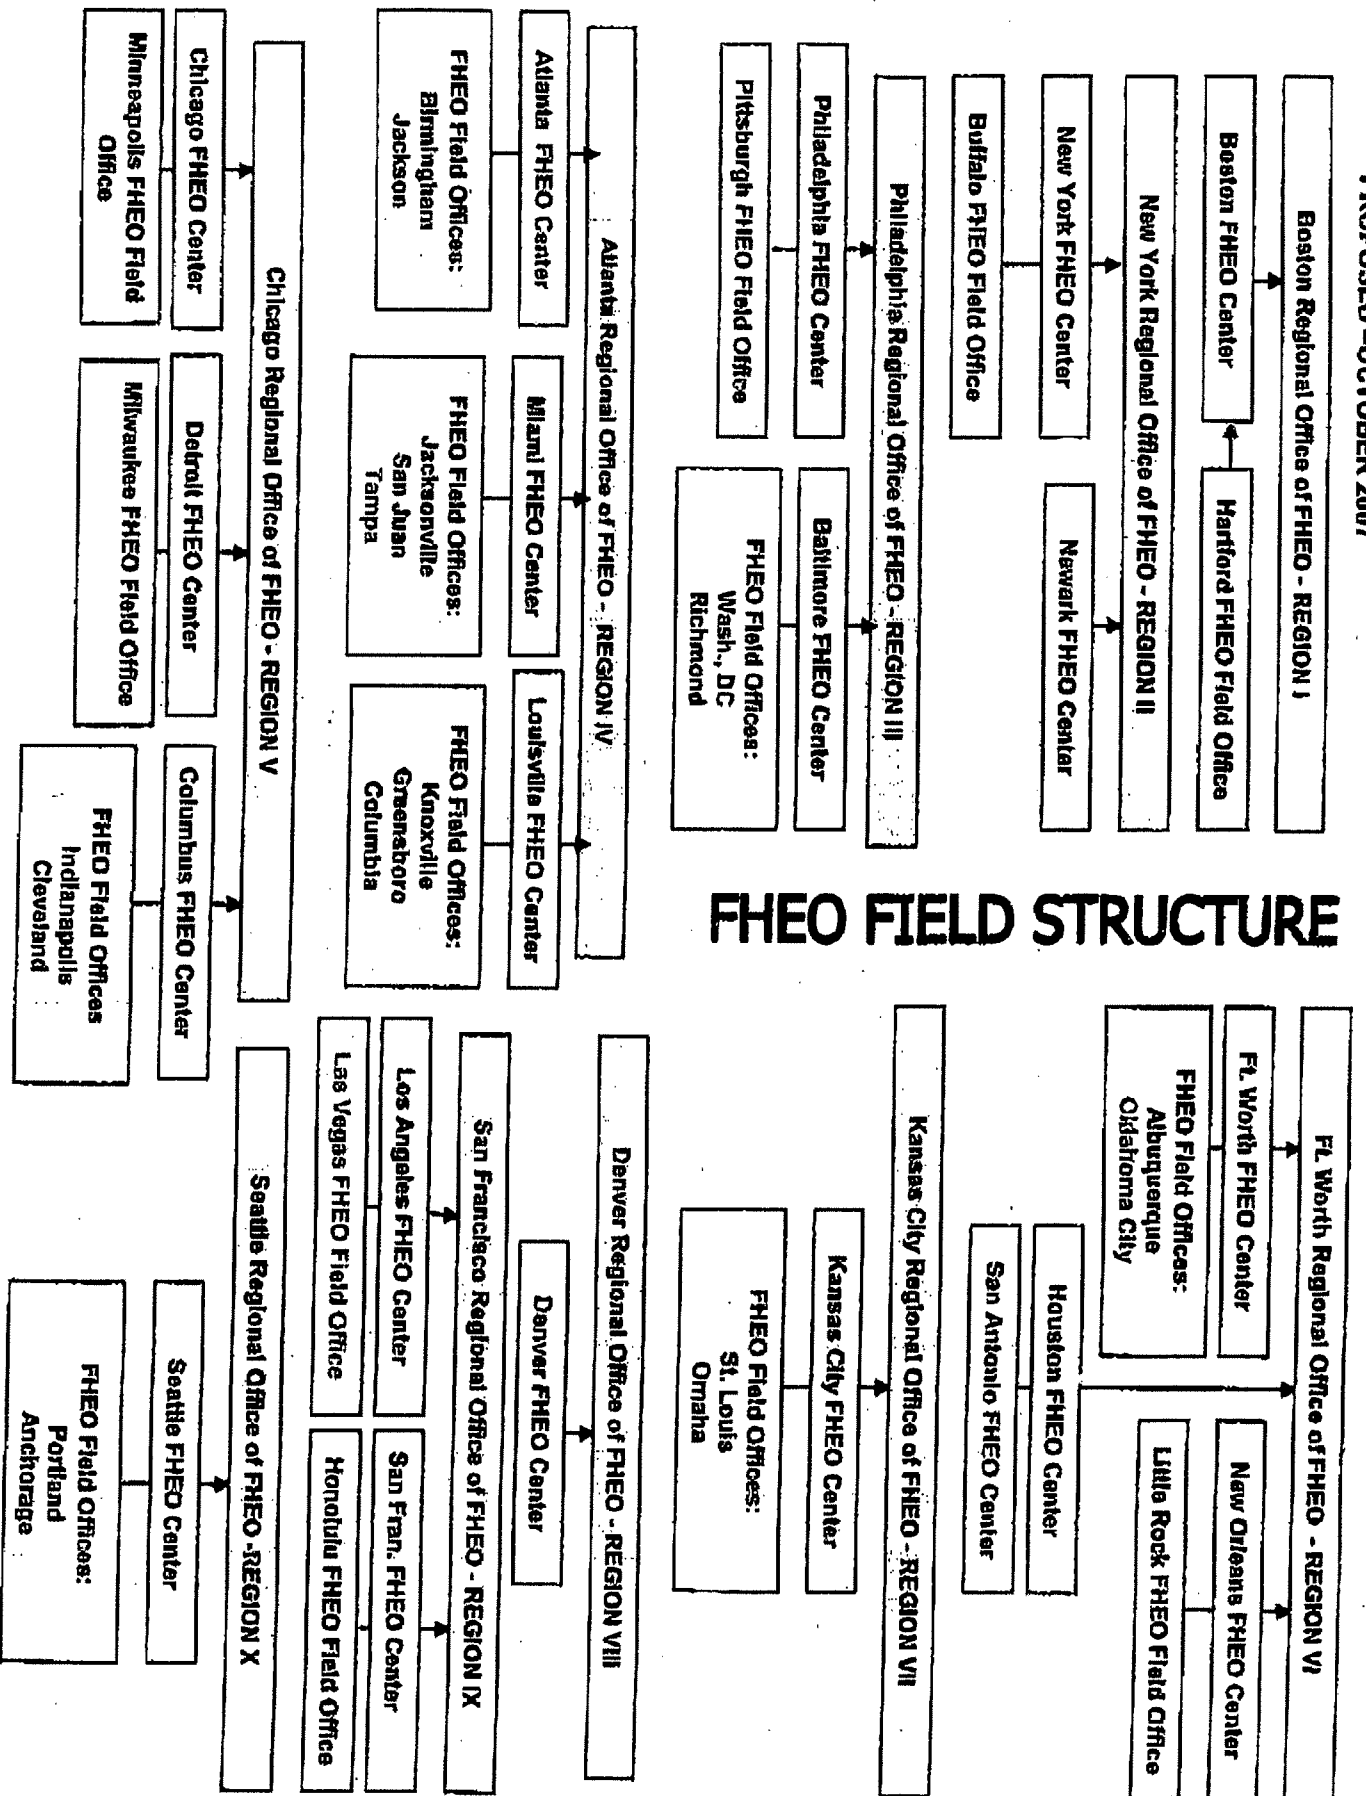 FHEO FIELD STRUCTURE
Boston Regional Office of FHEO - REGION I
Boston FHEO Center
Hartford FHEO Field Office
New York Regional Office of FHEO - REGION II
New York FHEO Center
Newark FHEO Center
Buffalo FHEO Field Office
Philadelphia Regional Office of FHEO - REGION III
Philadelphia FHEO Center
Baltimore FHEO Center
Pittsburgh FHEO Field Office
FHEO Field Offices:
Wash., DC
Richmond
Atlanta Regional Office of FHEO - REGION IV
Atlanta FHEO Center
Miami FHEO Center
Louisville FHEO Center
FHEO Field Offices:
Birmingham
Jackson
FHEO Field Offices:
Jacksonville
San Juan
Tampa
FHEO Field Offices:
Knoxville
Greensboro
Columbia
Chicago Regional Office of FHEO - REGION V
Chicago FHEO Center
Detroit FHEO Center
Columbus FHEO Center
Minneapolis FHEO Field
Office
Milwaukee FHEO Field Office
FHEO Field Offices
Indianapolis
Cleveland
Ft. Worth Regional Office of FHEO - REGION VI
Ft. Worth FHEO Center
New Orleans FHEO Center
FHEO Field Offices:
Albuquerque
Oklahoma City
Little Rock FHEO Field Office
Houston FHEO Center
San Antonio FHEO Center
Kansas City Regional Office of FHEO - REGION VII
Kansas City FHEO Center
FHEO Field Offices:
St. Louis
Omaha
Denver Regional Office of FHEO - REGION VIII
Denver FHEO Center
San Francisco Regional Office of FHEO - REGION IX
Los Angeles FHEO Center
San Fran. FHEO Center
Las Vegas FHEO Field Office
Honolulu FHEO Field Office
Seattle Regional Office of FHEO -REGION X
Seattle FHEO Center
FHEO Field Offices:
Portland
Anchorage